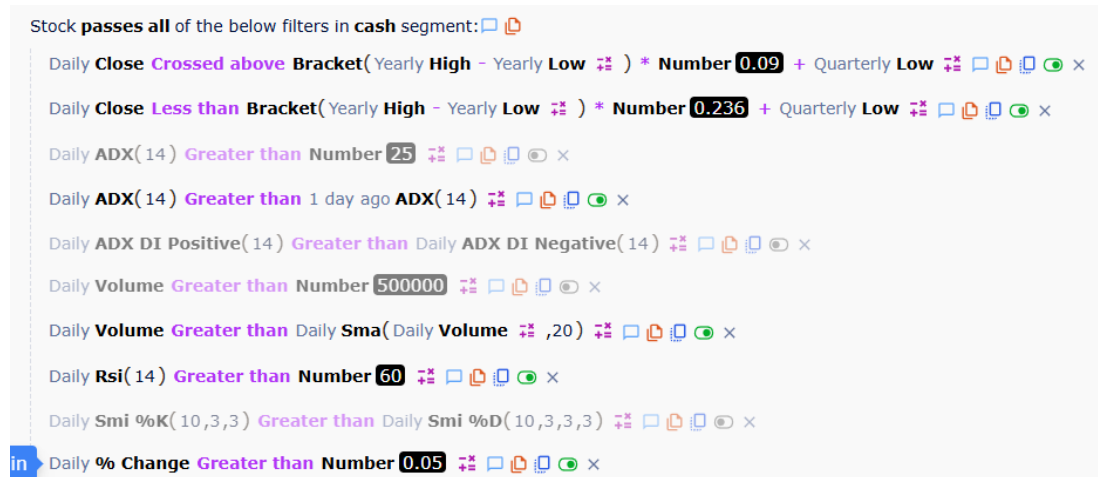 Stock passes all of the below filters in cash segment:
Daily Close Crossed above Bracket( Yearly High - Yearly Low ) * Number 0.09 + Quarterly Low
Daily Close Less than Bracket( Yearly High - Yearly Low ) * Number 0.236 + Quarterly Low
Daily ADX( 14 ) Greater than Number 25
Daily ADX( 14 ) Greater than 1 day ago ADX( 14 )
Daily ADX DI Positive( 14 ) Greater than Daily ADX DI Negative( 14 )
Daily Volume Greater than Number 500000
Daily Volume Greater than Daily Sma( Daily Volume ,20 )
Daily Rsi( 14 ) Greater than Number 60
Daily Smi %K( 10,3,3 ) Greater than Daily Smi %D( 10,3,3,3 )
in Daily % Change Greater than Number 0.05